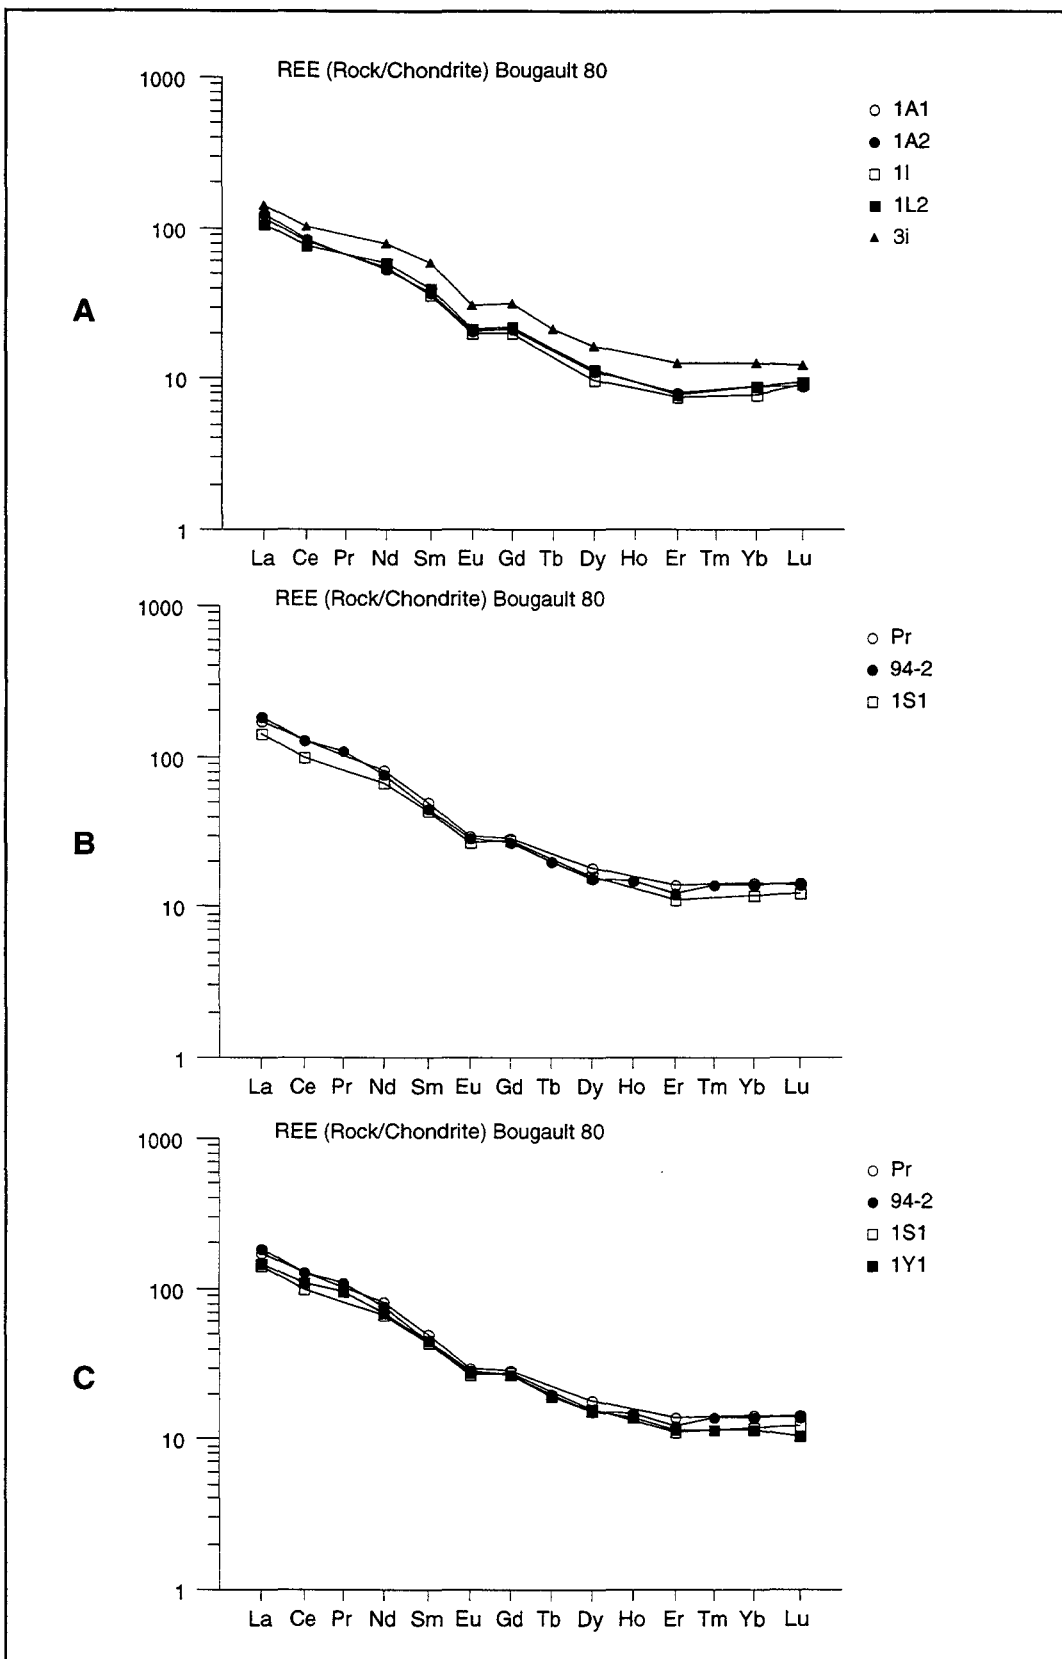 REE (Rock/Chondrite) Bougault 80
1000
100
10
1
A
1A1
1A2
1I
1L2
3i
La Ce Pr Nd Sm Eu Gd Tb Dy Ho Er Tm Yb Lu
REE (Rock/Chondrite) Bougault 80
1000
100
10
1
B
Pr
94-2
1S1
La Ce Pr Nd Sm Eu Gd Tb Dy Ho Er Tm Yb Lu
REE (Rock/Chondrite) Bougault 80
1000
100
10
1
C
Pr
94-2
1S1
1Y1
La Ce Pr Nd Sm Eu Gd Tb Dy Ho Er Tm Yb Lu